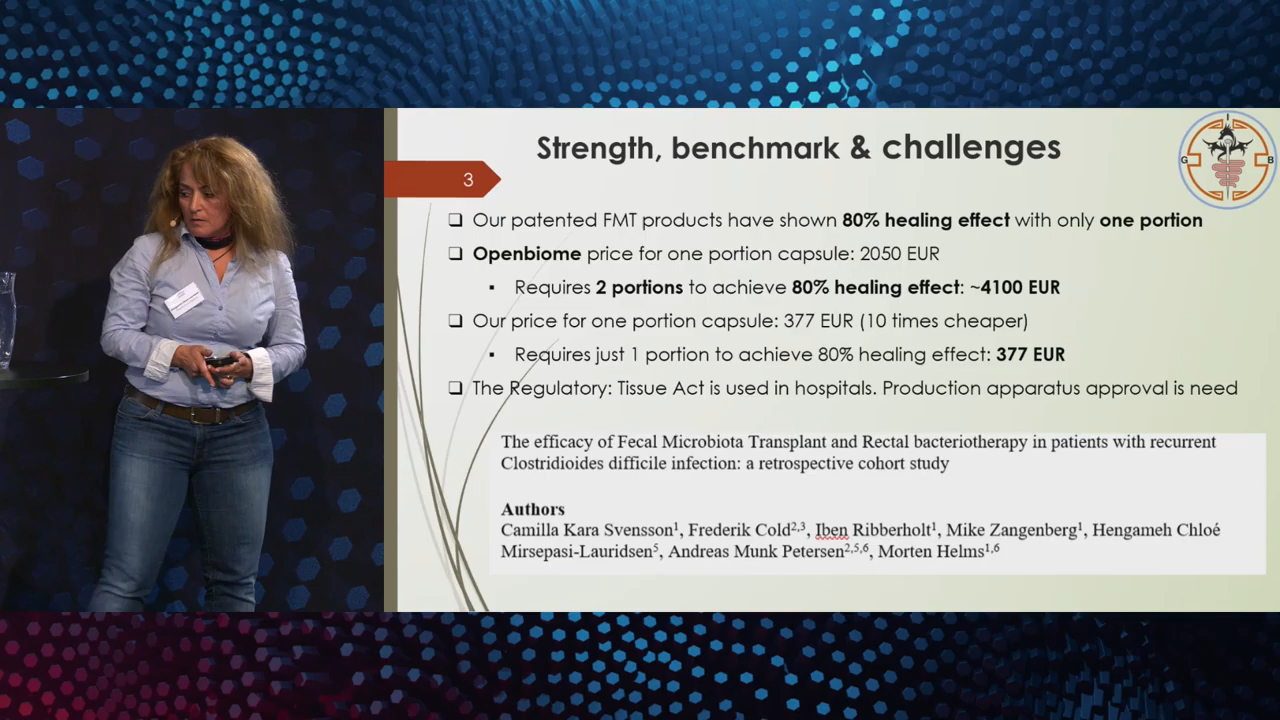 Strength, benchmark & challenges
3
G
M
B
❑ Our patented FMT products have shown 80% healing effect with only one portion
❑ Openbiome price for one portion capsule: 2050 EUR
▪ Requires 2 portions to achieve 80% healing effect: ~4100 EUR
❑ Our price for one portion capsule: 377 EUR (10 times cheaper)
▪ Requires just 1 portion to achieve 80% healing effect: 377 EUR
❑ The Regulatory: Tissue Act is used in hospitals. Production apparatus approval is need
The efficacy of Fecal Microbiota Transplant and Rectal bacteriotherapy in patients with recurrent
Clostridioides difficile infection: a retrospective cohort study
Authors
Camilla Kara Svensson¹, Frederik Cold²,³, Iben Ribberholt¹, Mike Zangenberg¹, Hengameh Chloé
Mirsepasi-Lauridsen⁵, Andreas Munk Petersen²,⁵,⁶, Morten Helms¹,⁶